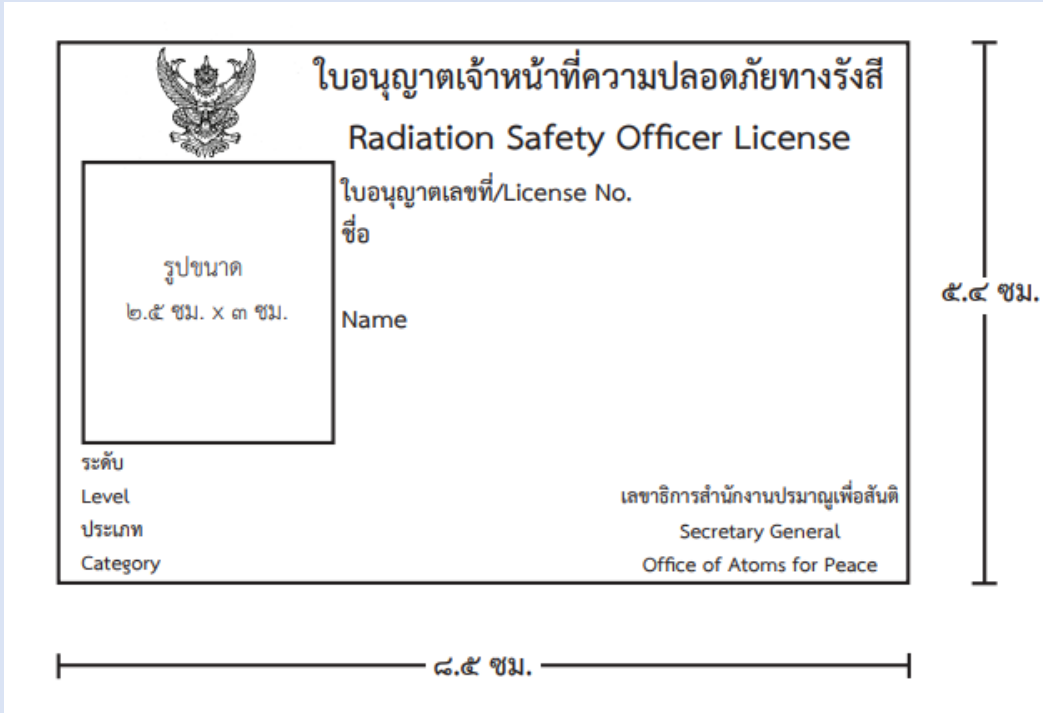 ใบอนุญาตเจ้าหน้าที่ความปลอดภัยทางรังสี
Radiation Safety Officer License
ใบอนุญาตเลขที่/License No.
ชื่อ
รูปขนาด
๒.๕ ซม. x ๓ ซม.
Name
ระดับ
Level
ประเภท
Category
เลขาธิการสำนักงานปรมาณูเพื่อสันติ
Secretary General
Office of Atoms for Peace
๕.๔ ซม.
๘.๕ ซม.